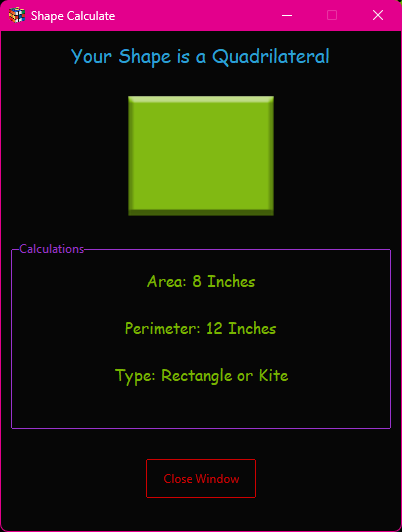 Shape Calculate
Your Shape is a Quadrilateral
Calculations
Area: 8 Inches
Perimeter: 12 Inches
Type: Rectangle or Kite
Close Window